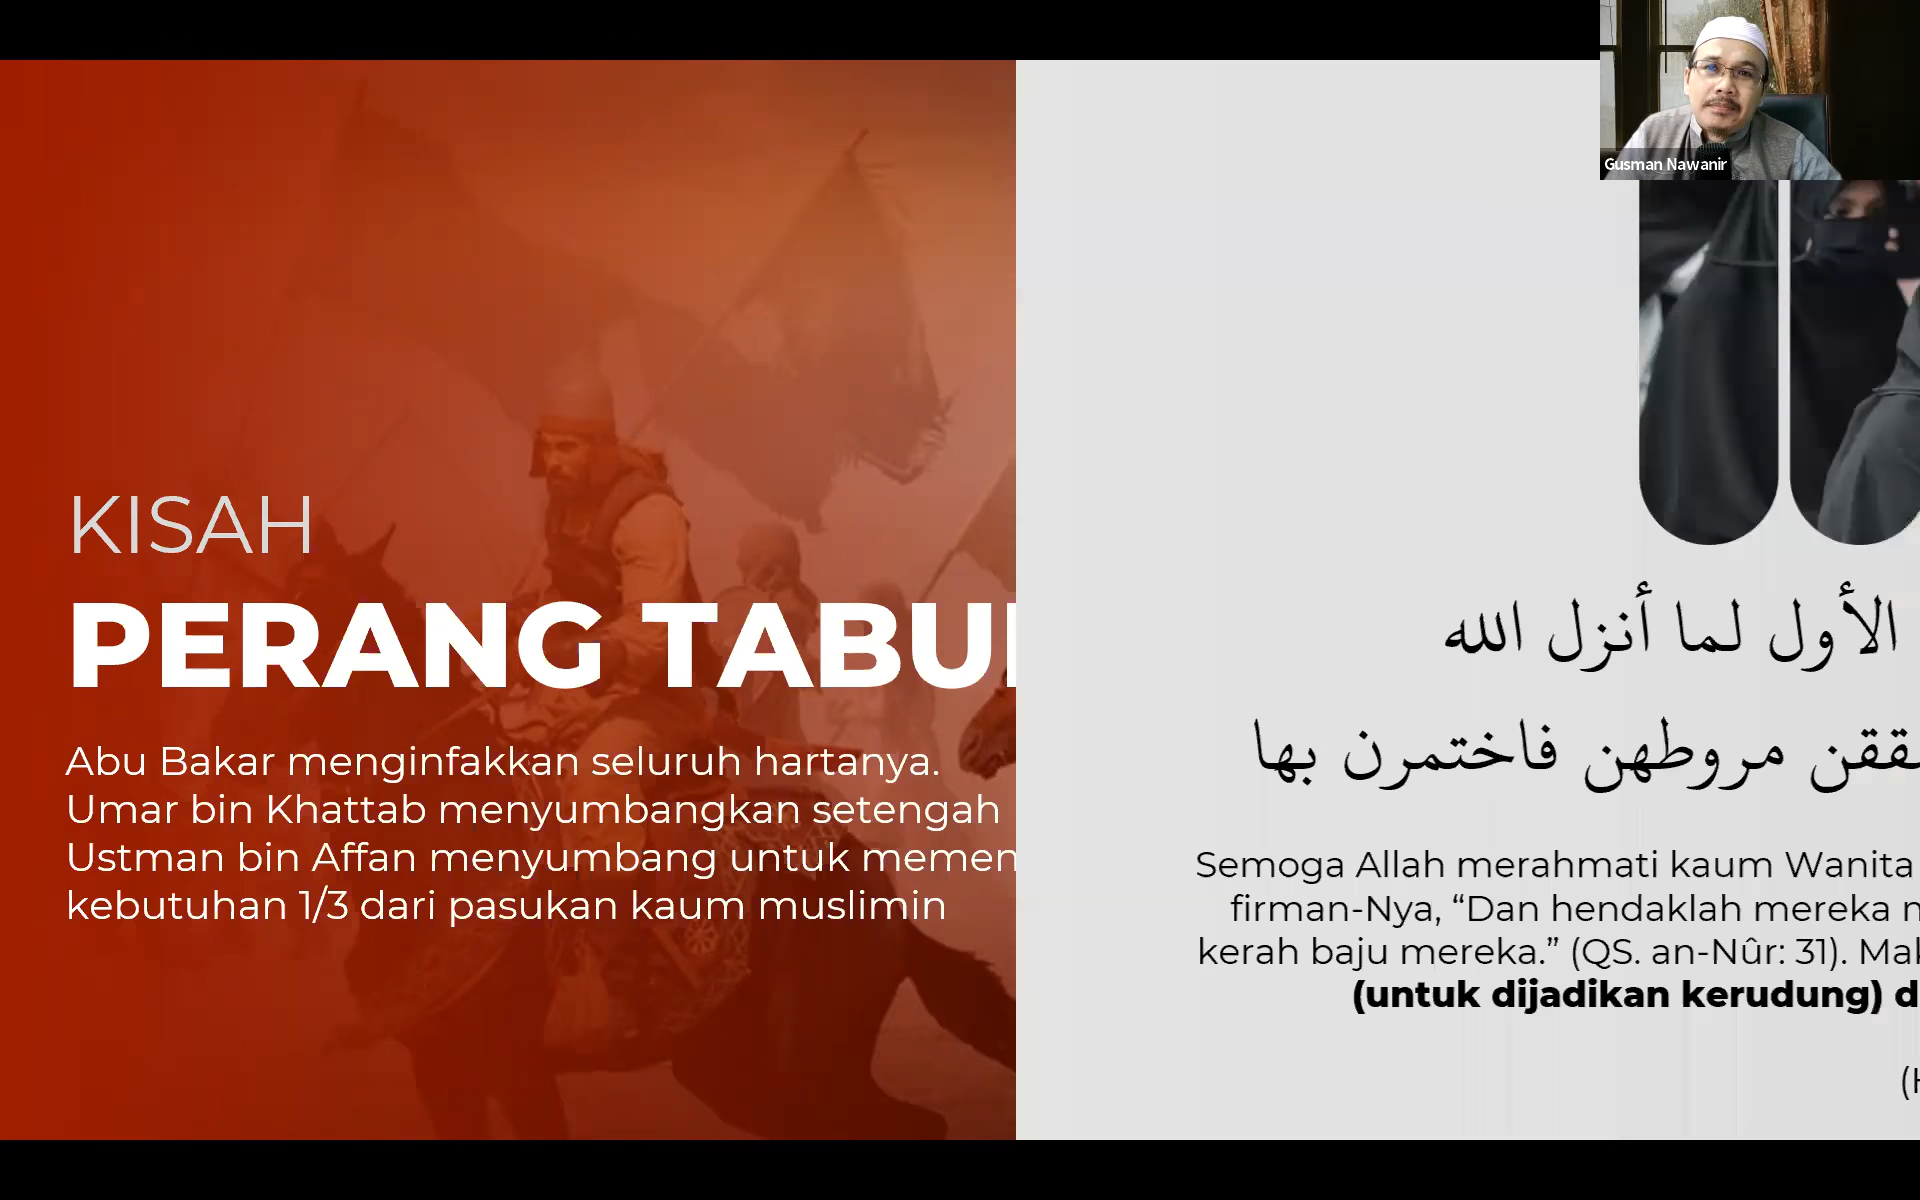 Gusman Nawanir
KISAH
PERANG TABU
Abu Bakar menginfakkan seluruh hartanya.
Umar bin Khattab menyumbangkan setengah
Ustman bin Affan menyumbang untuk memen
kebutuhan 1/3 dari pasukan kaum muslimin
الأول لما أنزل الله
ققن مروطهن فاختمرن بها
Semoga Allah merahmati kaum Wanita
firman-Nya, “Dan hendaklah mereka
kerah baju mereka.” (QS. an-Nûr: 31). Mak
(untuk dijadikan kerudung) d